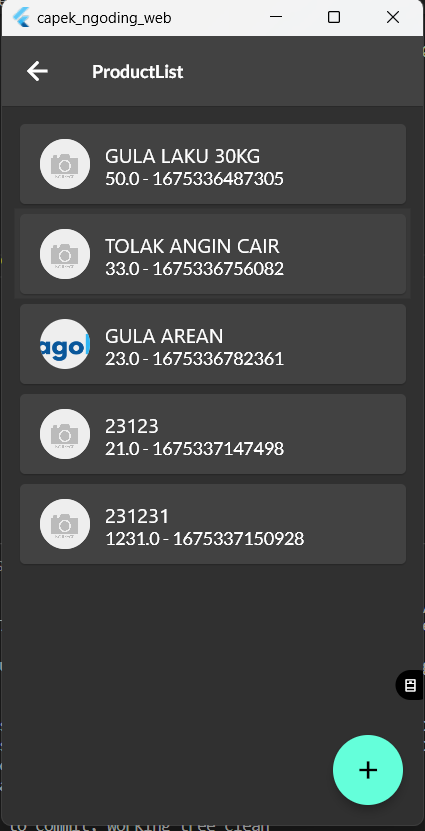 capek_ngoding_web
ProductList
GULA LAKU 30KG
50.0 - 1675336487305
TOLAK ANGIN CAIR
33.0 - 1675336756082
agol
GULA AREAN
23.0 - 1675336782361
23123
21.0 - 1675337147498
231231
1231.0 - 1675337150928
to commit, working tree clean